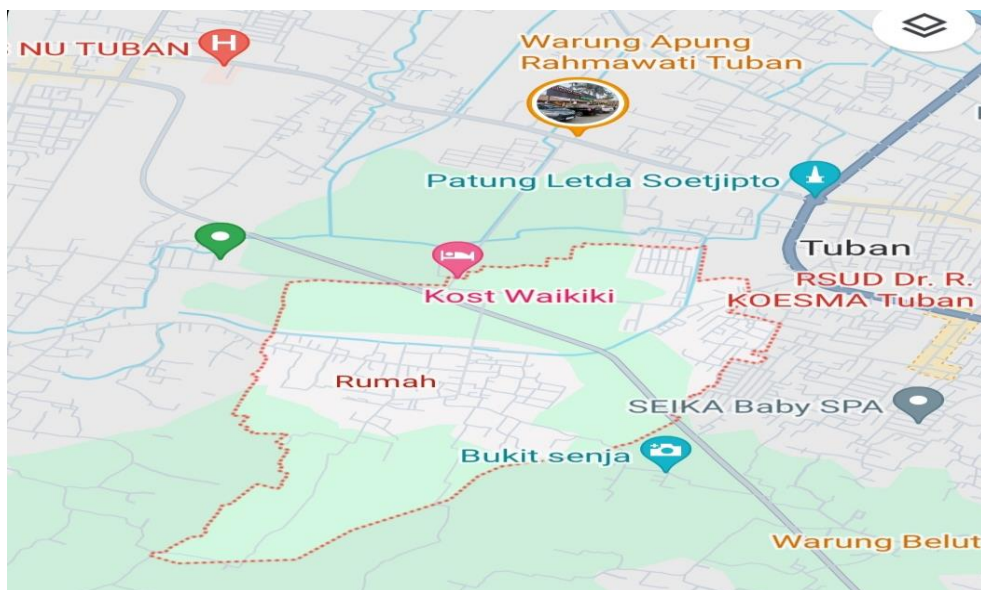 NU TUBAN
H
Warung Apung
Rahmawati Tuban
Patung Letda Soetjipto
Tuban
RSUD Dr. R.
KOESMA Tuban
Kost Waikiki
Rumah
SEIKA Baby SPA
Bukit senja
Warung Belut